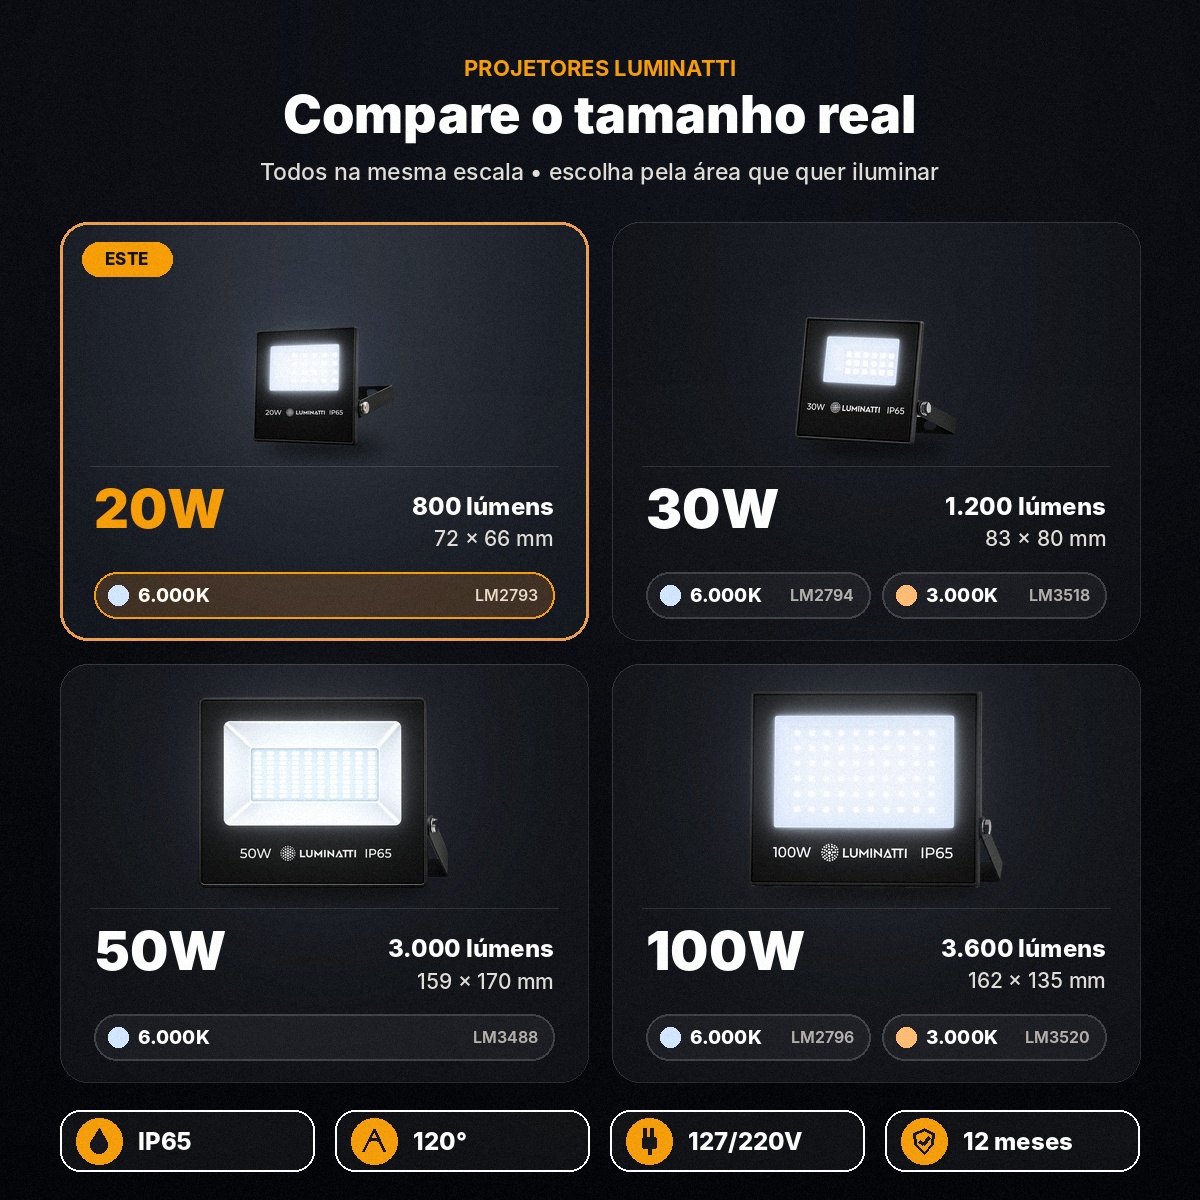 PROJETORES LUMINATTI
Compare o tamanho real
Todos na mesma escala • escolha pela área que quer iluminar
ESTE
20W LUMINATTI IP65
20W
800 lúmens
72 × 66 mm
6.000K LM2793
30W LUMINATTI IP65
30W
1.200 lúmens
83 × 80 mm
6.000K LM2794
3.000K LM3518
50W LUMINATTI IP65
50W
3.000 lúmens
159 × 170 mm
6.000K LM3488
100W LUMINATTI IP65
100W
3.600 lúmens
162 × 135 mm
6.000K LM2796
3.000K LM3520
IP65
120°
127/220V
12 meses